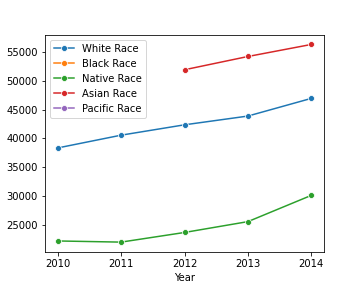 White Race
Black Race
Native Race
Asian Race
Pacific Race
55000
50000
45000
40000
35000
30000
25000
2010 2011 2012 2013 2014
Year